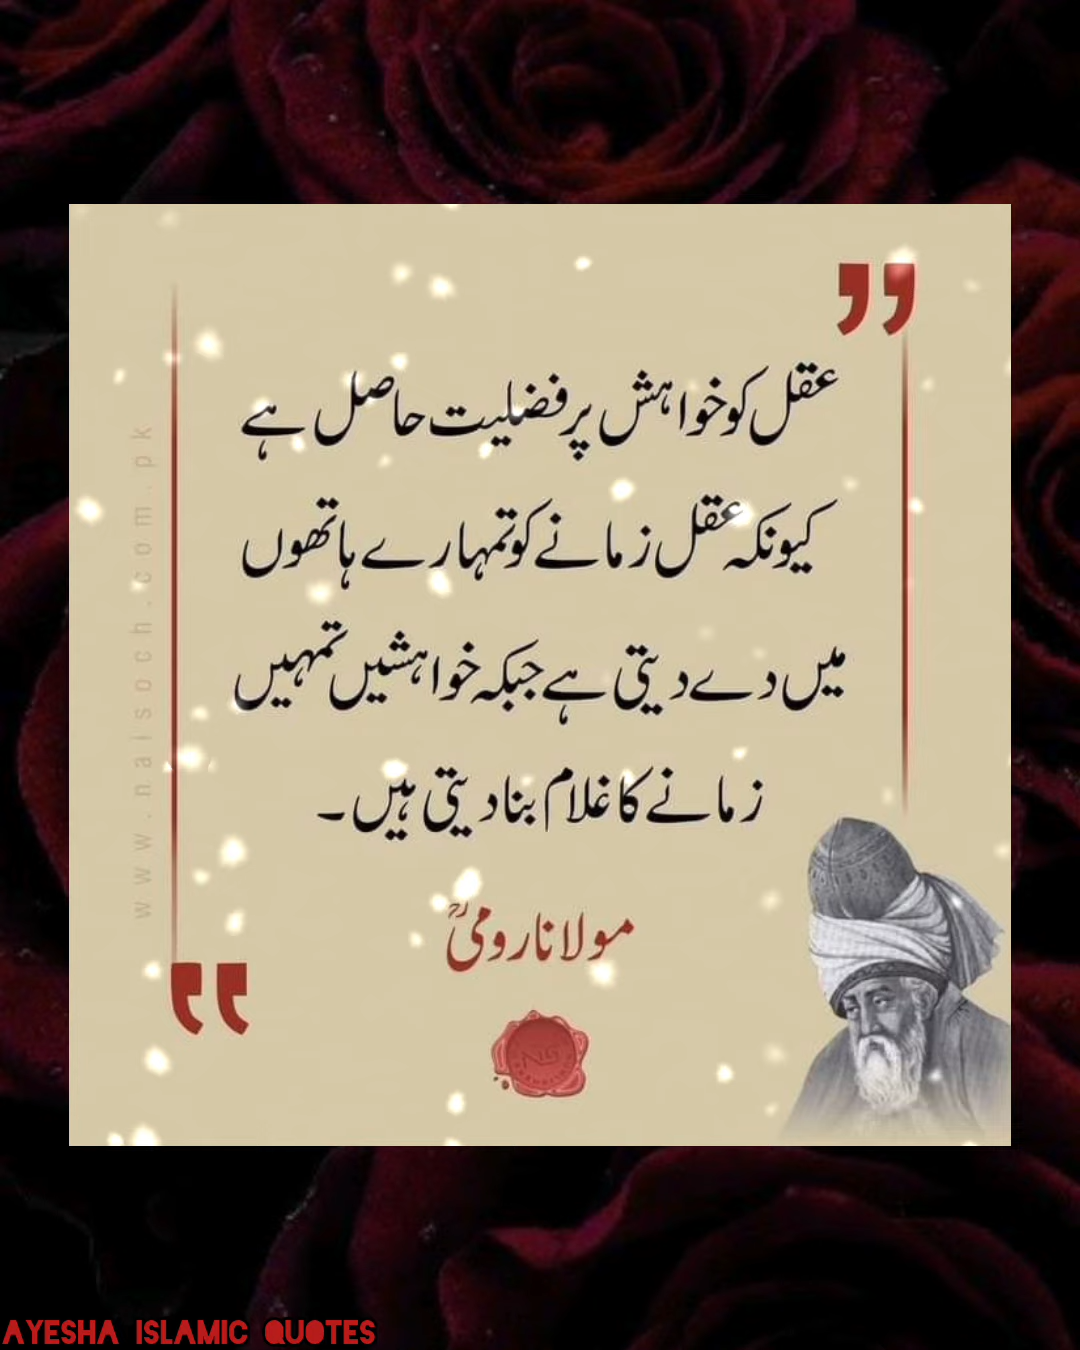 عقل کو خواہش پر فضلیت حاصل ہے
کیونکہ عقل زمانے کو تمہارے ہاتھوں
میں دے دیتی ہے جبکہ خواہشیں تمہیں
زمانے کا غلام بنا دیتی ہیں۔
مولانا رومیؒ
www.naisoch.com.pk
AYESHA ISLAMIC QUOTES